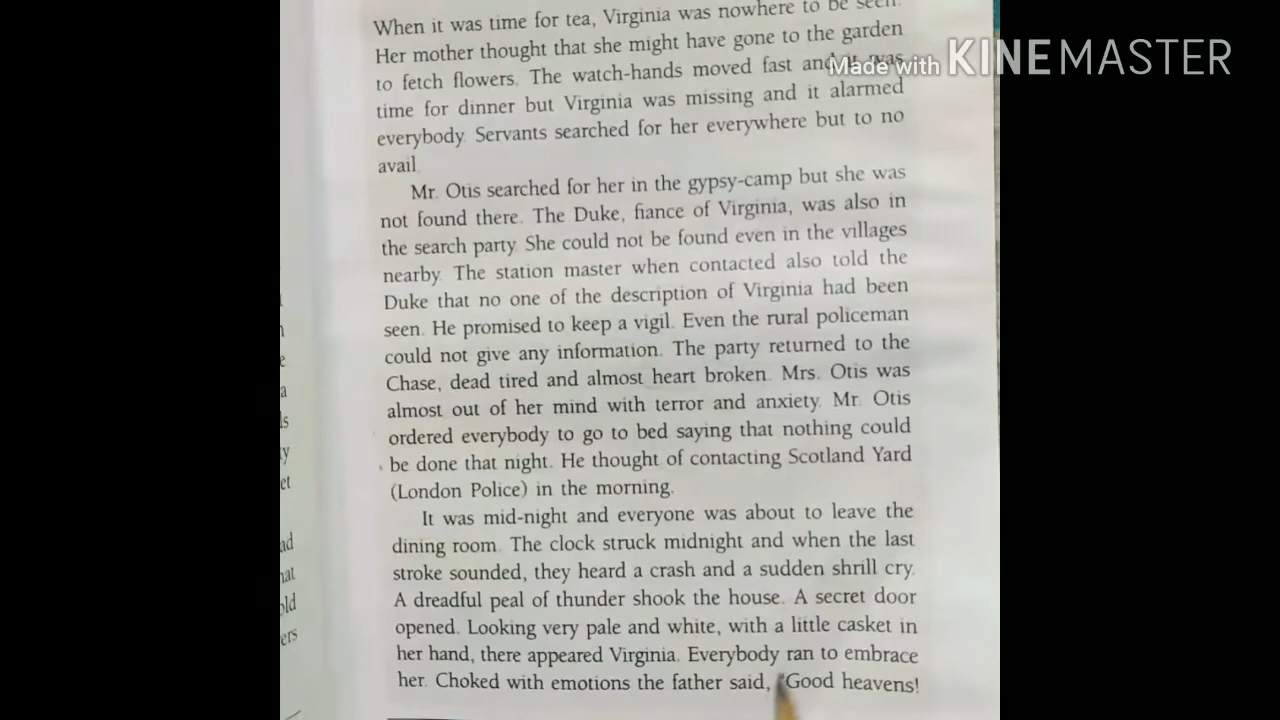 When it was time for tea, Virginia was nowhere to be seen.
Her mother thought that she might have gone to the garden
to fetch flowers. The watch-hands moved fast and it was
Made with KINEMASTER
time for dinner but Virginia was missing and it alarmed
everybody. Servants searched for her everywhere but to no
avail.
Mr. Otis searched for her in the gypsy-camp but she was
not found there. The Duke, fiance of Virginia, was also in
the search party. She could not be found even in the villages
nearby. The station master when contacted also told the
Duke that no one of the description of Virginia had been
seen. He promised to keep a vigil. Even the rural policeman
could not give any information. The party returned to the
Chase, dead tired and almost heart broken. Mrs. Otis was
almost out of her mind with terror and anxiety. Mr. Otis
ordered everybody to go to bed saying that nothing could
be done that night. He thought of contacting Scotland Yard
(London Police) in the morning.
It was mid-night and everyone was about to leave the
dining room. The clock struck midnight and when the last
stroke sounded, they heard a crash and a sudden shrill cry.
A dreadful peal of thunder shook the house. A secret door
opened. Looking very pale and white, with a little casket in
her hand, there appeared Virginia. Everybody ran to embrace
her. Choked with emotions the father said, "Good heavens!